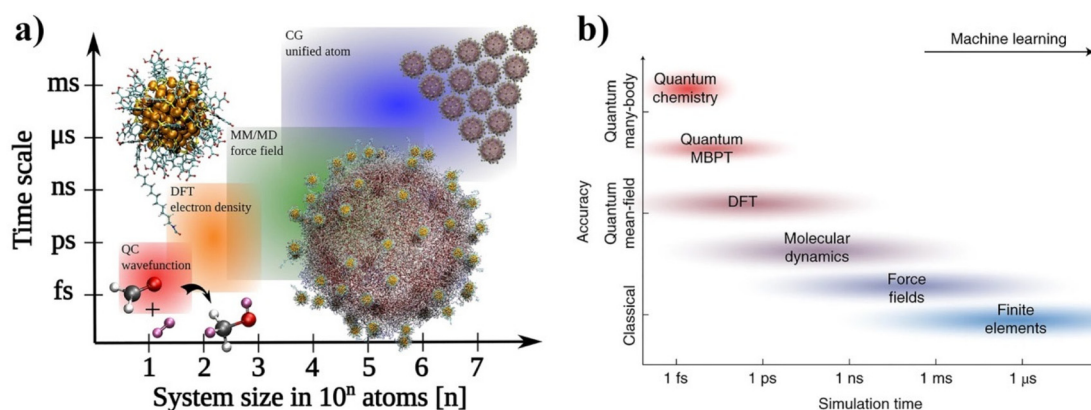 a)
CG
unified atom
ms
MM/MD
force field
μs
Time scale
ns
DFT
electron density
ps
QC
wavefunction
fs
+
1 2 3 4 5 6 7
System size in 10ⁿ atoms [n]
b)
Machine learning
Accuracy
Quantum
many-body
Quantum
mean-field
Classical
Quantum
chemistry
Quantum
MBPT
DFT
Molecular
dynamics
Force
fields
Finite
elements
1 fs 1 ps 1 ns 1 ms 1 μs
Simulation time